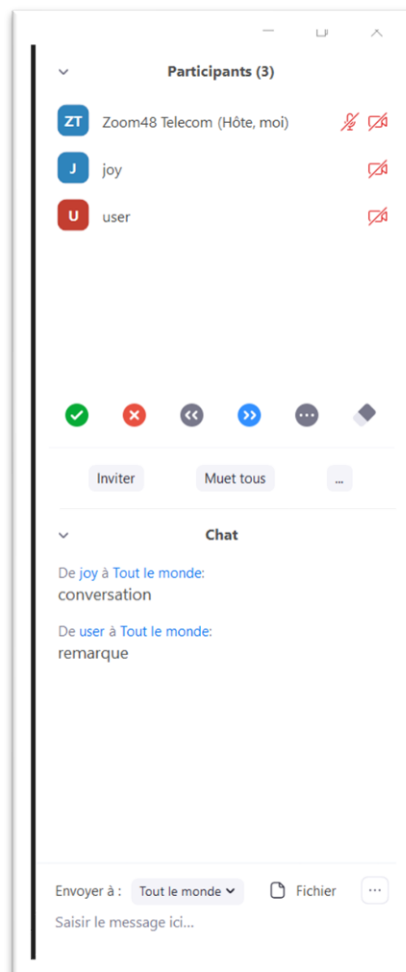 Participants (3)
ZT Zoom48 Telecom (Hôte, moi)
J joy
U user
Inviter Muet tous ...
Chat
De joy à Tout le monde:
conversation
De user à Tout le monde:
remarque
Envoyer à : Tout le monde Fichier ...
Saisir le message ici...